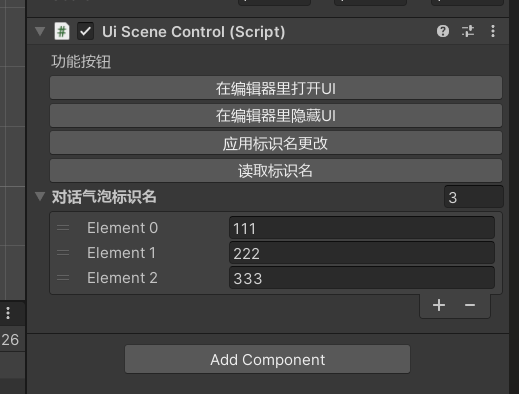 Ui Scene Control (Script)
功能按钮
在编辑器里打开UI
在编辑器里隐藏UI
应用标识名更改
读取标识名
对话气泡标识名 3
Element 0 111
Element 1 222
Element 2 333
26
Add Component